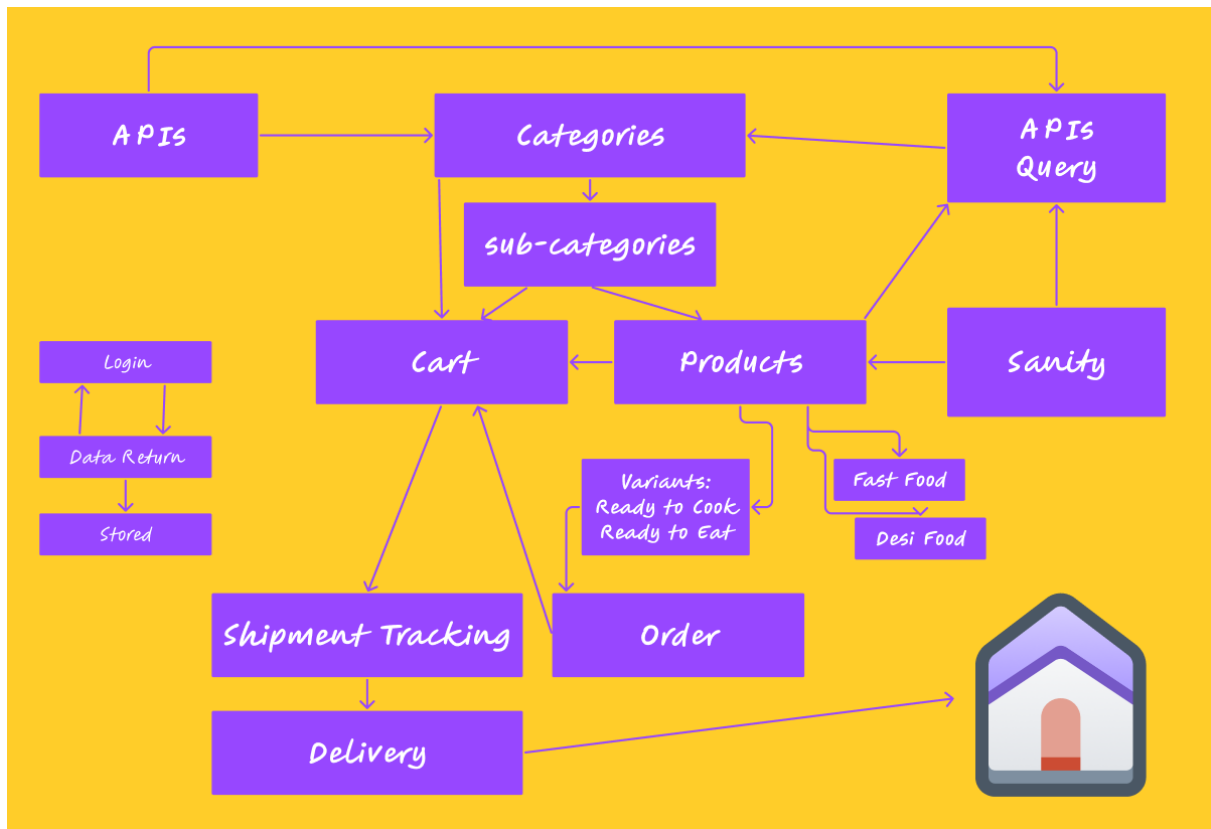 APIs
Categories
APIs
Query
sub-categories
Login
Cart
Products
Sanity
Data Return
Stored
Variants:
Ready to Cook
Ready to Eat
Fast Food
Desi Food
Shipment Tracking
Order
Delivery